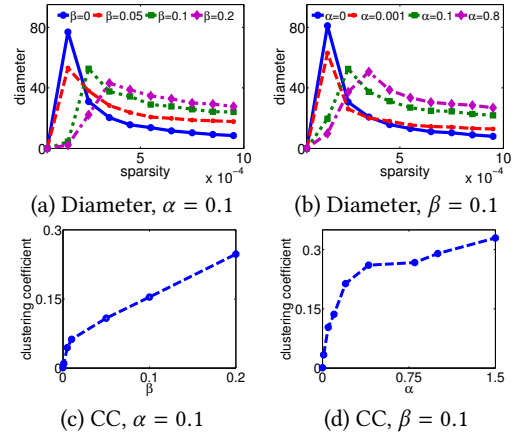 β=0 β=0.05 β=0.1 β=0.2
80
40
0
diameter
0 5 10
sparsity
x 10⁻⁴
(a) Diameter, α = 0.1
α=0 α=0.001 α=0.1 α=0.8
80
40
0
diameter
0 5 10
sparsity
x 10⁻⁴
(b) Diameter, β = 0.1
0.3
0.15
0
clustering coefficient
0 0.1 0.2
β
(c) CC, α = 0.1
0.3
0.15
0
clustering coefficient
0 0.75 1.5
α
(d) CC, β = 0.1